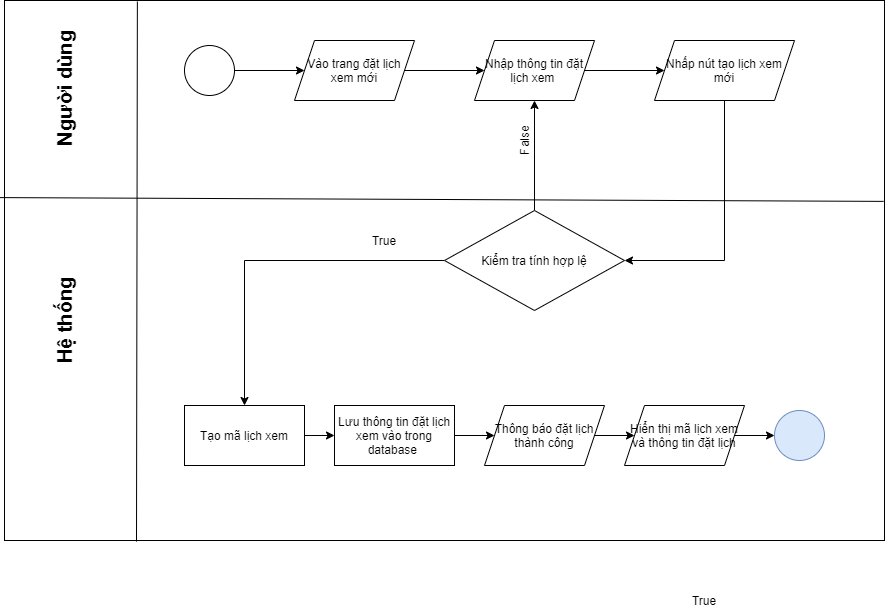 Người dùng
Vào trang đặt lịch
xem mới
Nhập thông tin đặt
lịch xem
Nhấp nút tạo lịch xem
mới
False
Hệ thống
True
Kiểm tra tính hợp lệ
Tạo mã lịch xem
Lưu thông tin đặt lịch
xem vào trong
database
Thông báo đặt lịch
thành công
Hiển thị mã lịch xem
và thông tin đặt lịch
True